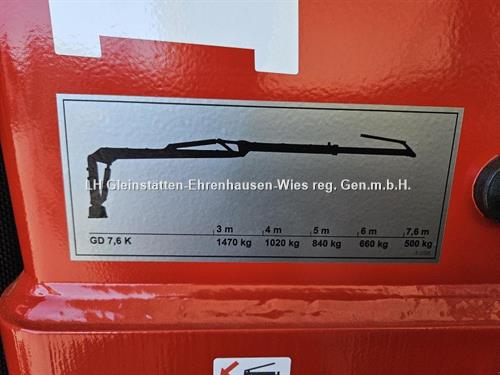 LH Gleinstätten-Ehrenhausen-Wies reg. Gen.m.b.H.
3 m 4 m 5 m 6 m 7,6 m
GD 7,6 K 1470 kg 1020 kg 840 kg 660 kg 500 kg